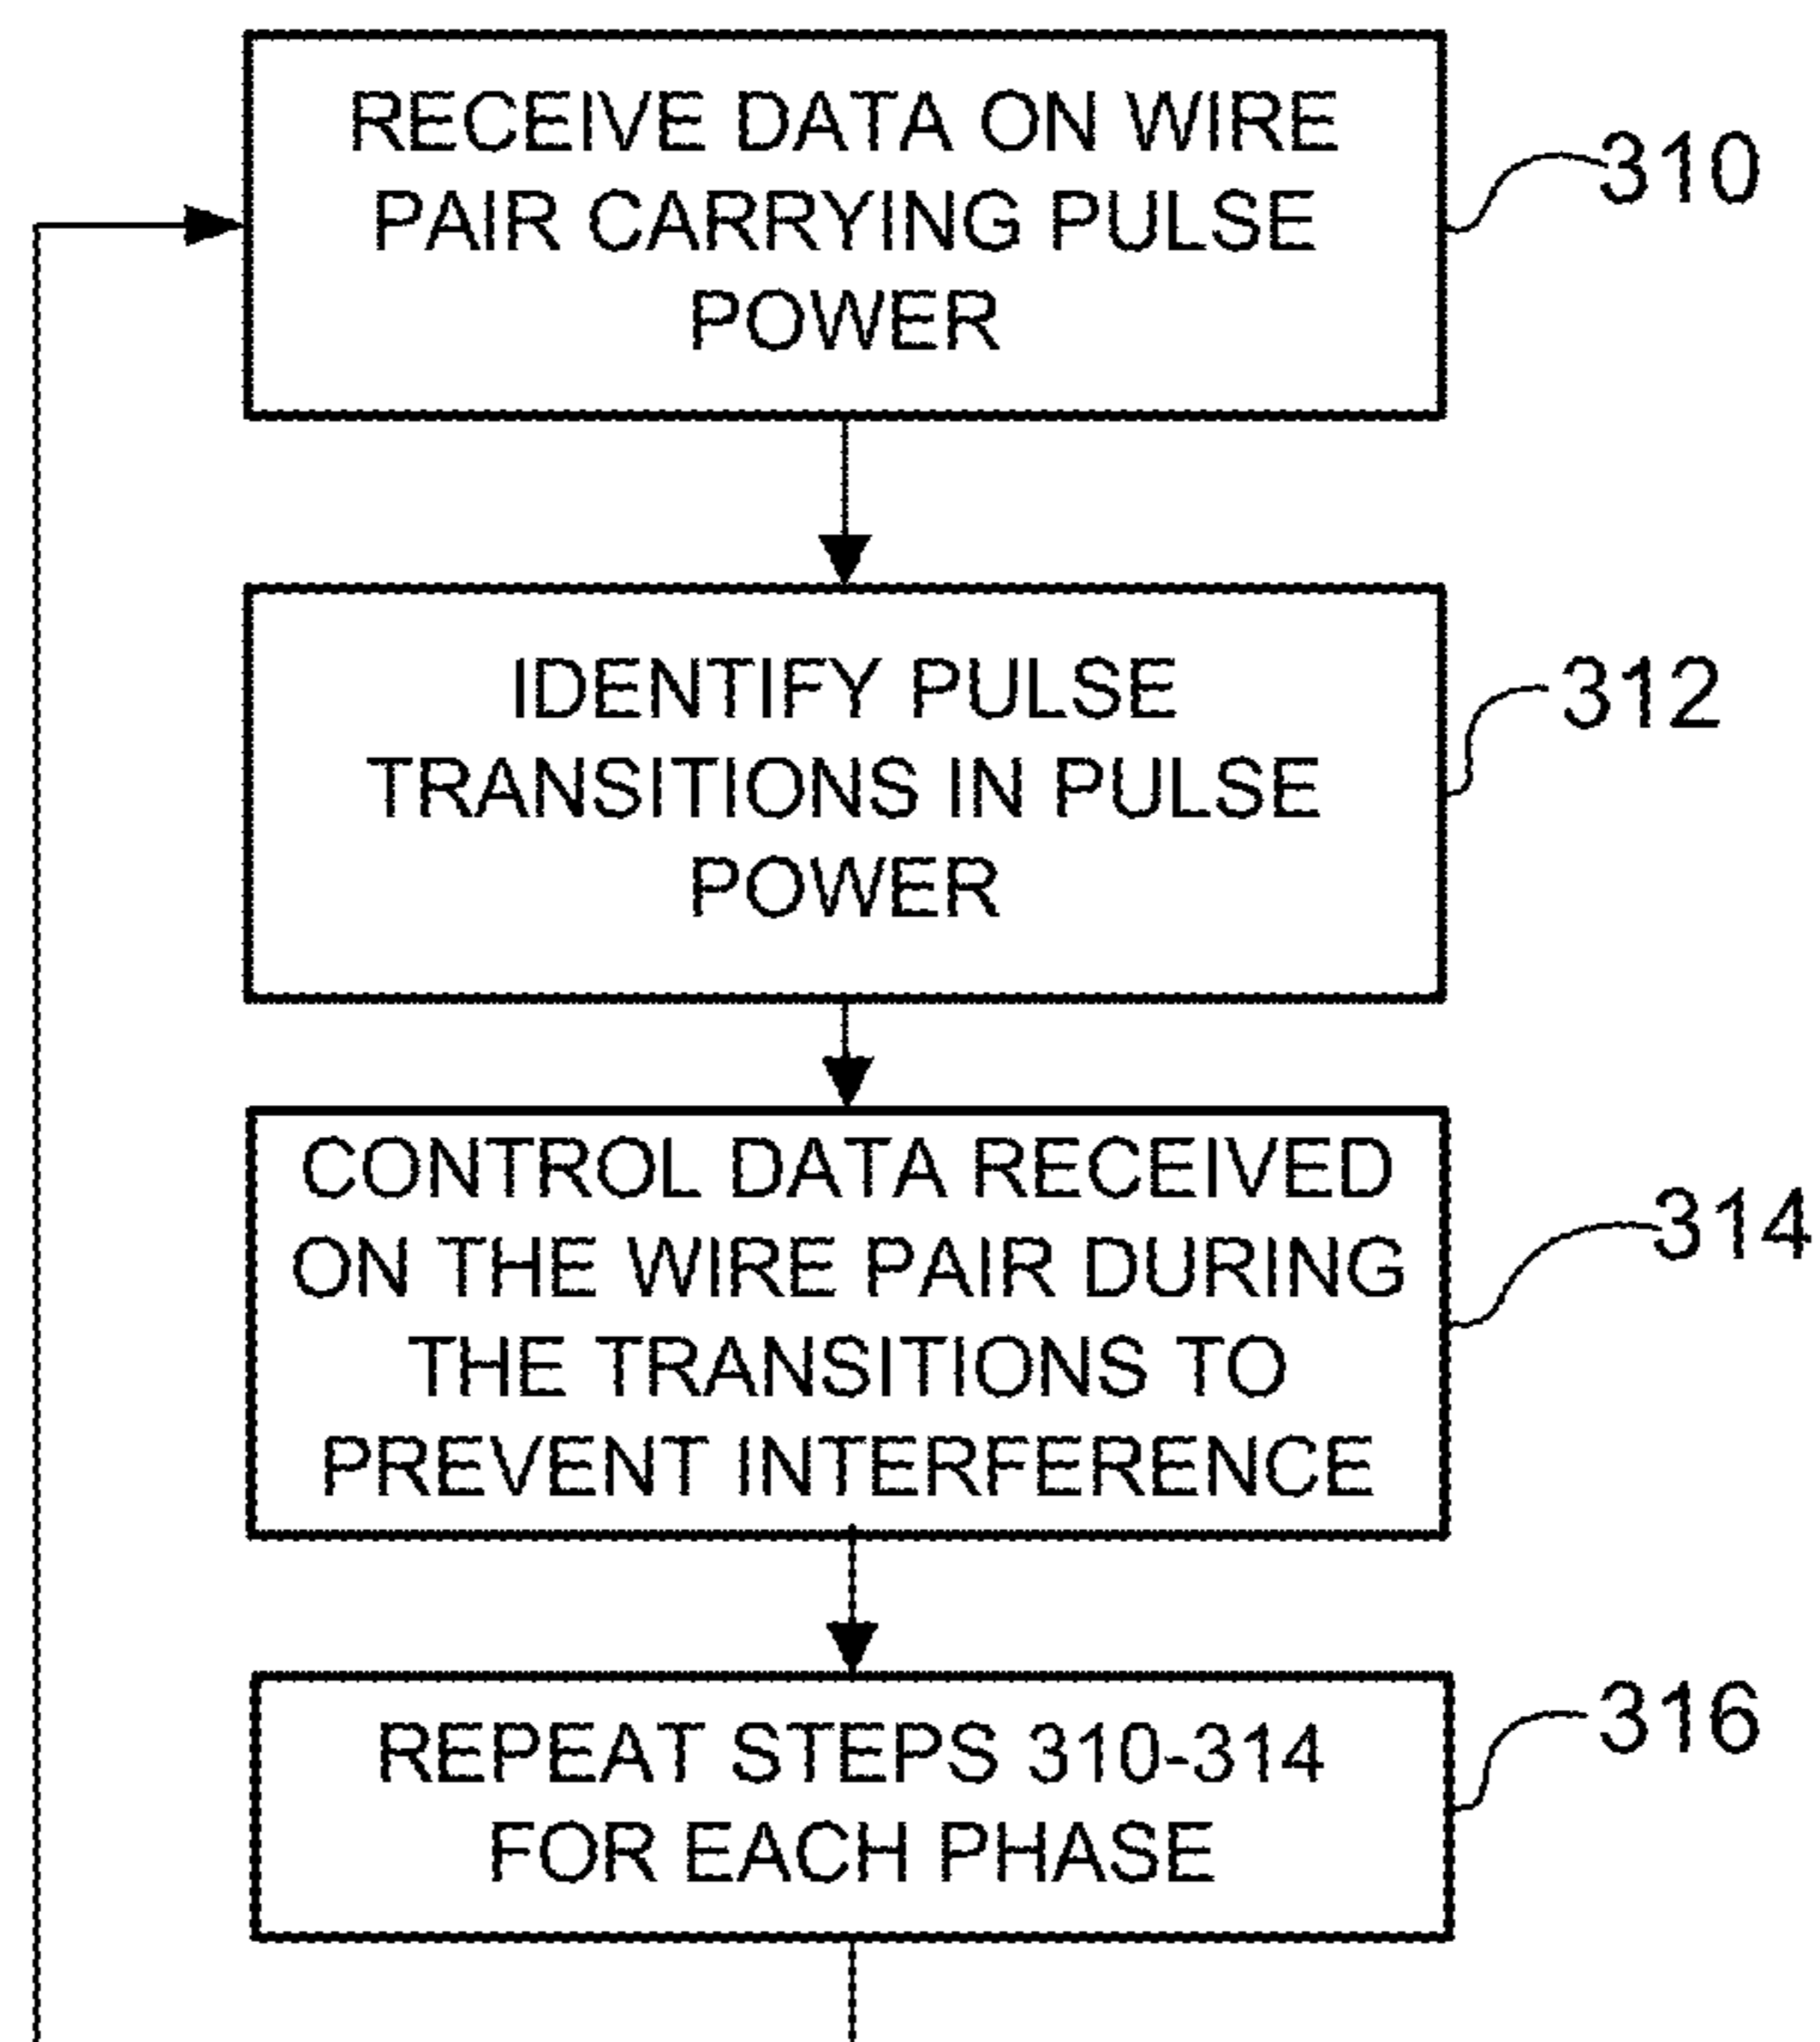 RECEIVE DATA ON WIRE
PAIR CARRYING PULSE
POWER
310
IDENTIFY PULSE
TRANSITIONS IN PULSE
POWER
312
CONTROL DATA RECEIVED
ON THE WIRE PAIR DURING
THE TRANSITIONS TO
PREVENT INTERFERENCE
314
REPEAT STEPS 310-314
FOR EACH PHASE
316